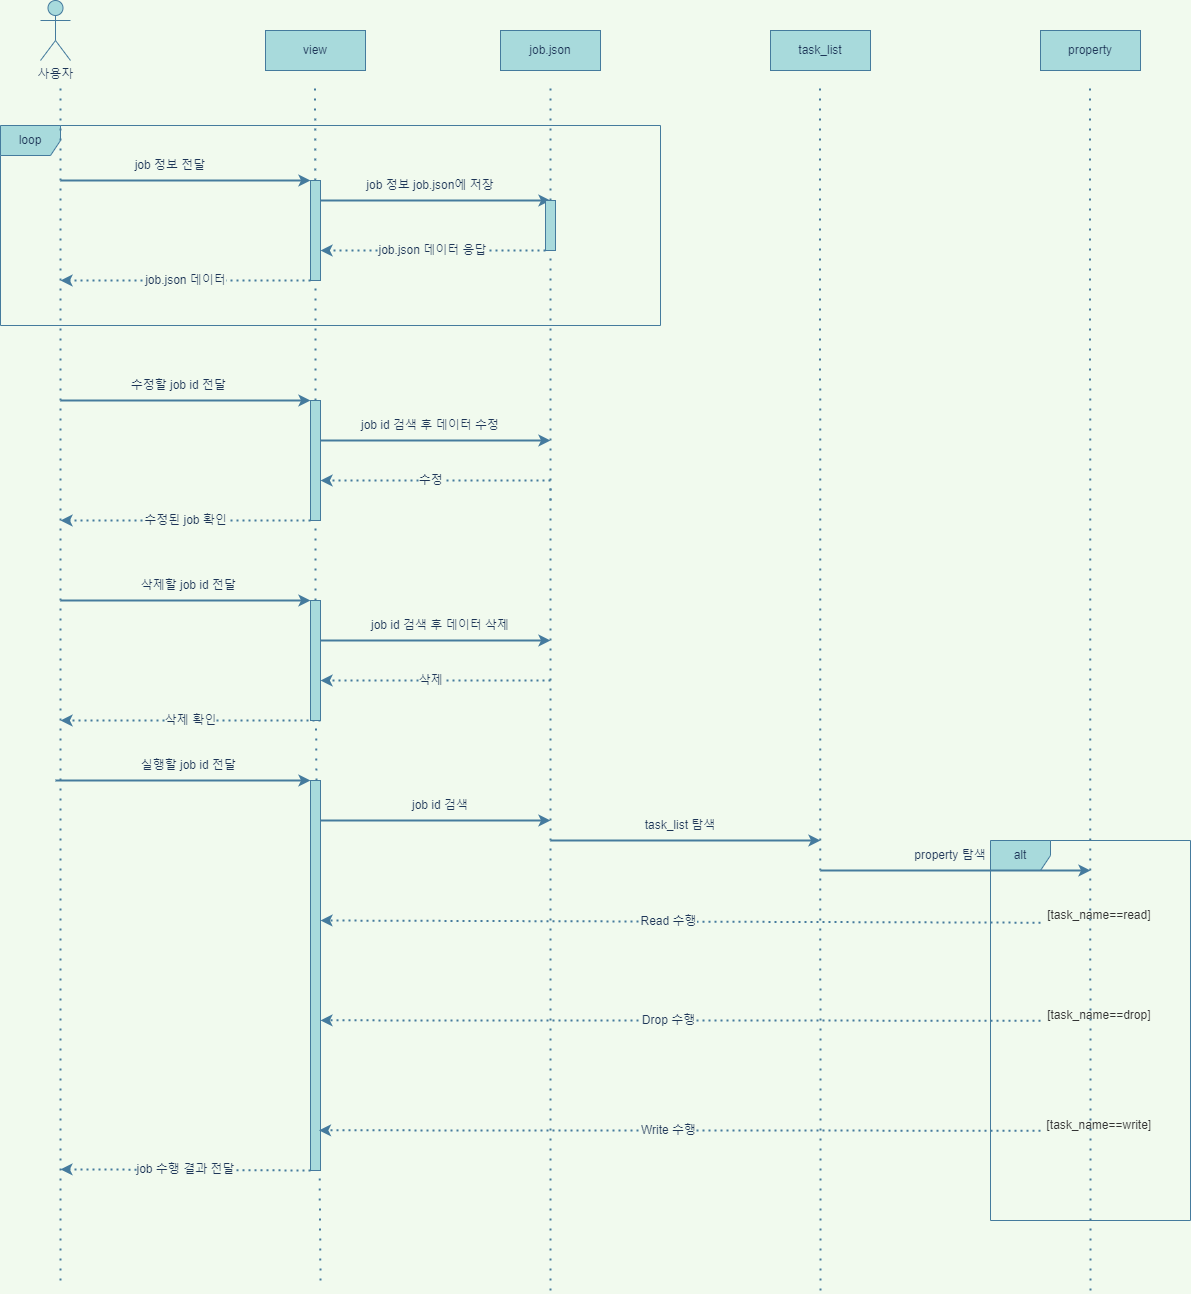 사용자
view
job.json
task_list
property
loop
job 정보 전달
job 정보 job.json에 저장
job.json 데이터 응답
job.json 데이터
수정할 job id 전달
job id 검색 후 데이터 수정
수정
수정된 job 확인
삭제할 job id 전달
job id 검색 후 데이터 삭제
삭제
삭제 확인
실행할 job id 전달
job id 검색
task_list 탐색
property 탐색
alt
Read 수행
[task_name==read]
Drop 수행
[task_name==drop]
Write 수행
[task_name==write]
job 수행 결과 전달